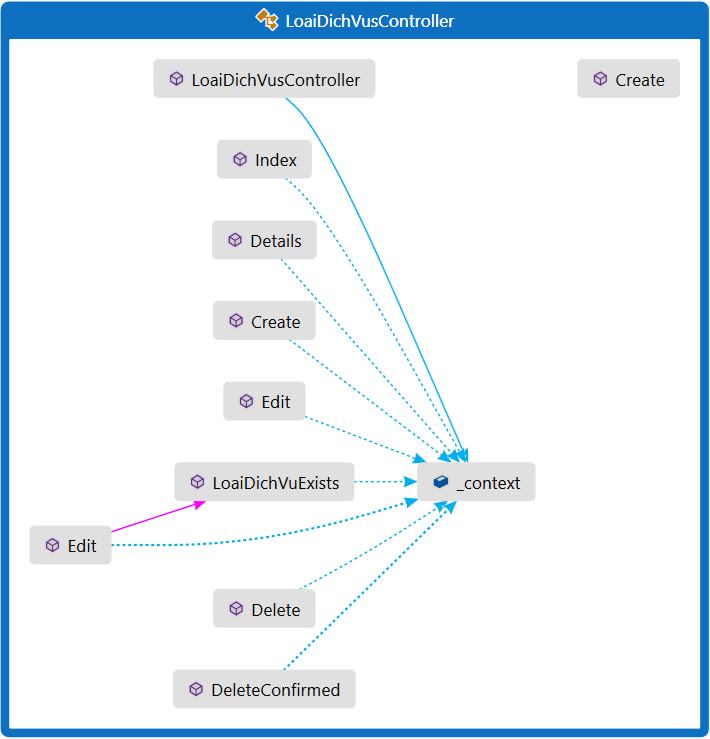 LoaiDichVusController
LoaiDichVusController
Create
Index
Details
Create
Edit
LoaiDichVuExists
_context
Edit
Delete
DeleteConfirmed